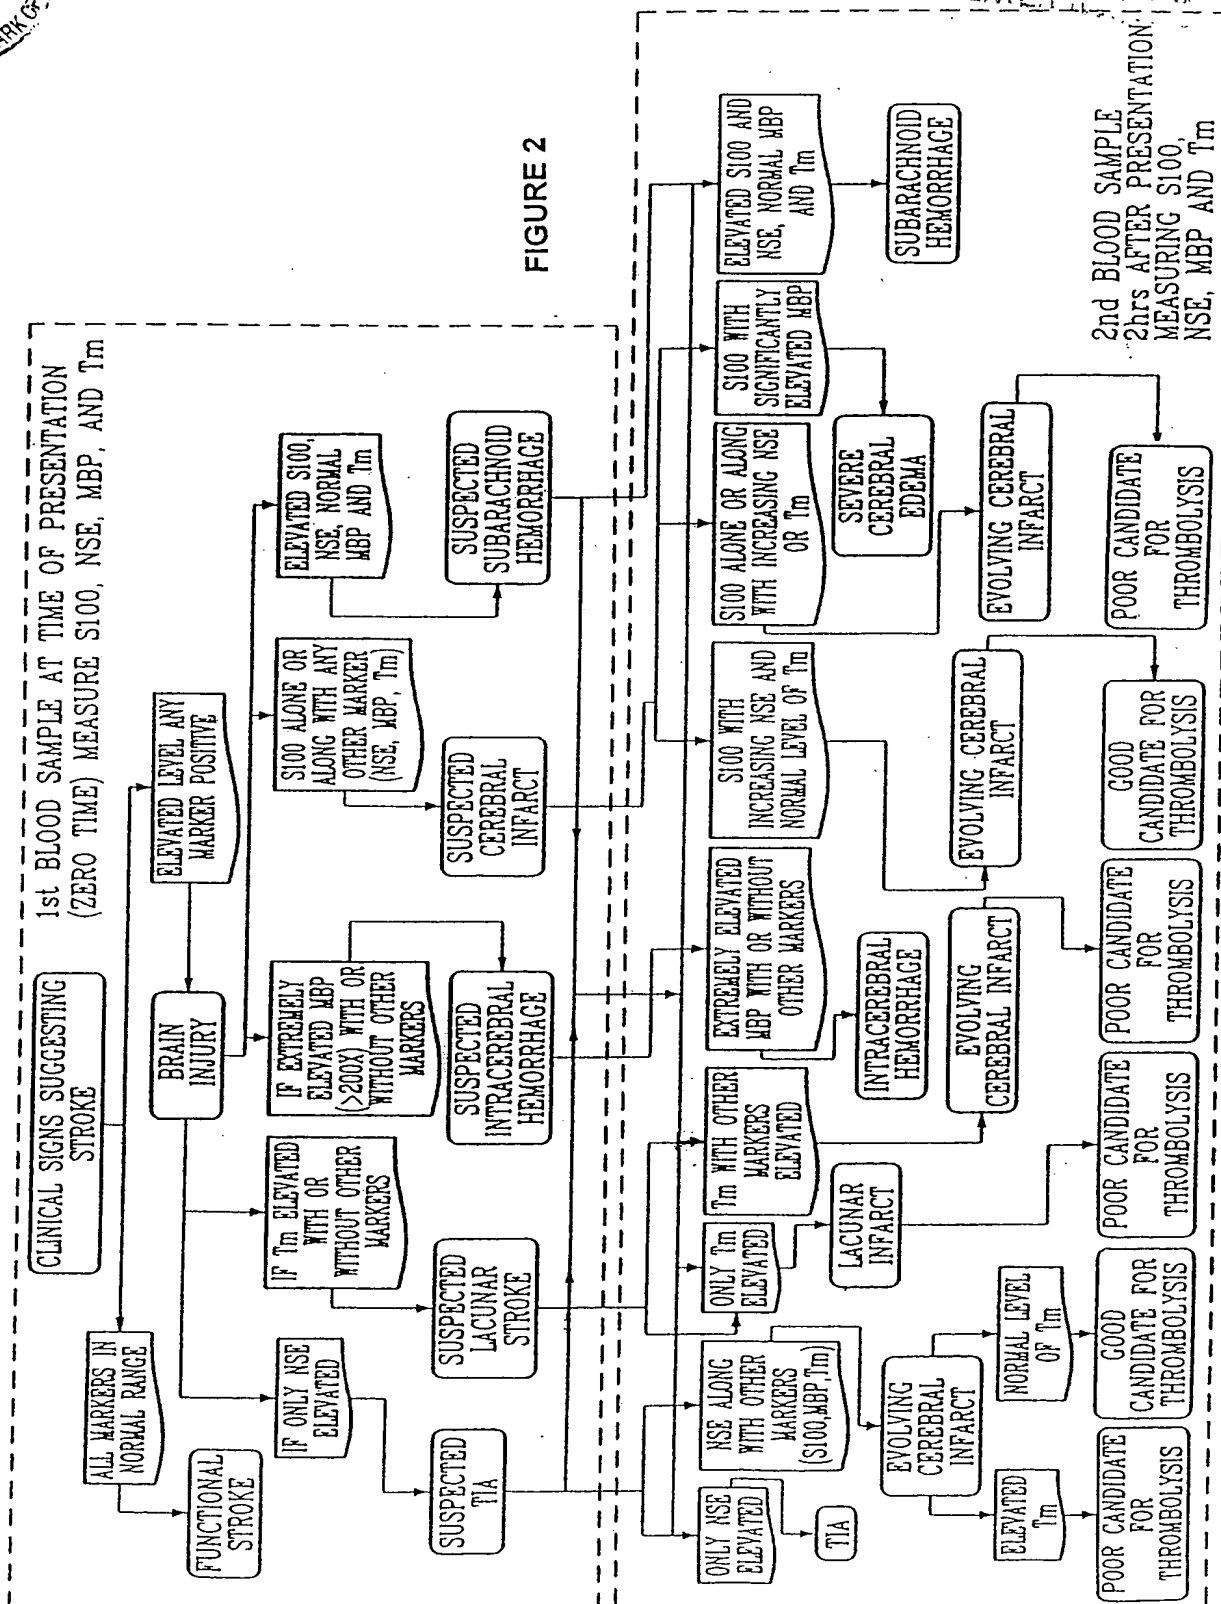 1st BLOOD SAMPLE AT TIME OF PRESENTATION
(ZERO TIME) MEASURE S100, NSE, MBP, AND Tm
CLINICAL SIGNS SUGGESTING
STROKE
ALL MARKERS IN
NORMAL RANGE
ELEVATED LEVEL ANY
MARKER POSITIVE
FUNCTIONAL
STROKE
BRAIN
INJURY
IF ONLY NSE
ELEVATED
IF Tm ELEVATED
WITH OR
WITHOUT OTHER
MARKERS
IF EXTREMELY
ELEVATED MBP
(>200X) WITH OR
WITHOUT OTHER
MARKERS
S100 ALONE OR
ALONG WITH ANY
OTHER MARKER
(NSE, MBP, Tm)
ELEVATED S100,
NSE, NORMAL
MBP AND Tm
SUSPECTED
TIA
SUSPECTED
LACUNAR
STROKE
SUSPECTED
INTRACEREBRAL
HEMORRHAGE
SUSPECTED
CEREBRAL
INFARCT
SUSPECTED
SUBARACHNOID
HEMORRHAGE
FIGURE 2
ONLY NSE
ELEVATED
NSE ALONG
WITH OTHER
MARKERS
(S100,MBP,Tm)
ONLY Tm
ELEVATED
Tm WITH OTHER
MARKERS
ELEVATED
EXTREMELY ELEVATED
MBP WITH OR WITHOUT
OTHER MARKERS
S100 WITH
INCREASING NSE AND
NORMAL LEVEL OF Tm
S100 ALONE OR ALONG
WITH INCREASING NSE
OR Tm
S100 WITH
SIGNIFICANTLY
ELEVATED MBP
ELEVATED S100 AND
NSE, NORMAL MBP
AND Tm
TIA
EVOLVING
CEREBRAL
INFARCT
LACUNAR
INFARCT
INTRACEREBRAL
HEMORRHAGE
SEVERE
CEREBRAL
EDEMA
SUBARACHNOID
HEMORRHAGE
EVOLVING
CEREBRAL INFARCT
EVOLVING CEREBRAL
INFARCT
EVOLVING CEREBRAL
INFARCT
ELEVATED
Tm
NORMAL LEVEL
OF Tm
POOR CANDIDATE
FOR
THROMBOLYSIS
GOOD
CANDIDATE FOR
THROMBOLYSIS
POOR CANDIDATE
FOR
THROMBOLYSIS
POOR CANDIDATE
FOR
THROMBOLYSIS
GOOD
CANDIDATE FOR
THROMBOLYSIS
POOR CANDIDATE
FOR
THROMBOLYSIS
2nd BLOOD SAMPLE
2hrs AFTER PRESENTATION
MEASURING S100,
NSE, MBP AND Tm